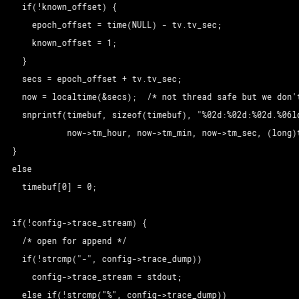 if(!known_offset) {
epoch_offset = time(NULL) - tv.tv_sec;
known_offset = 1;
}
secs = epoch_offset + tv.tv_sec;
now = localtime(&secs);  /* not thread safe but we don't
snprintf(timebuf, sizeof(timebuf), "%02d:%02d:%02d.%06ld
now->tm_hour, now->tm_min, now->tm_sec, (long)t
}
else
timebuf[0] = 0;
if(!config->trace_stream) {
/* open for append */
if(!strcmp("-", config->trace_dump))
config->trace_stream = stdout;
else if(!strcmp("%", config->trace_dump))